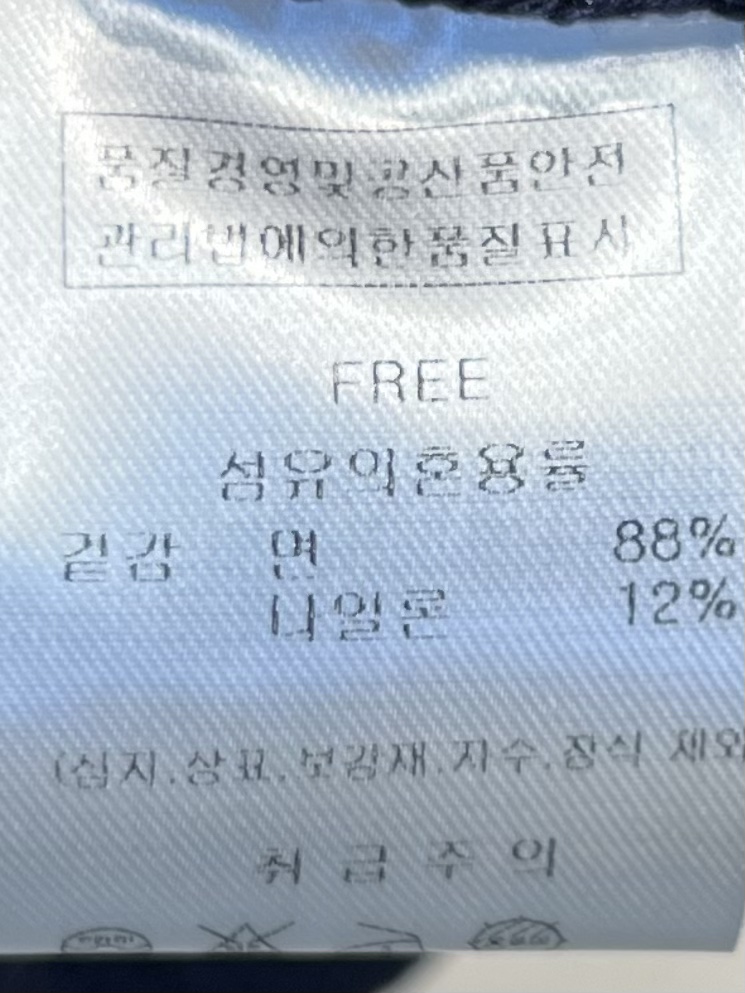 품질경영및공산품안전
관리법에의한품질표시
FREE
섬유의혼용률
겉감 면 88%
나일론 12%
(심지.상표.보강재.자수.장식 제외
취급주의